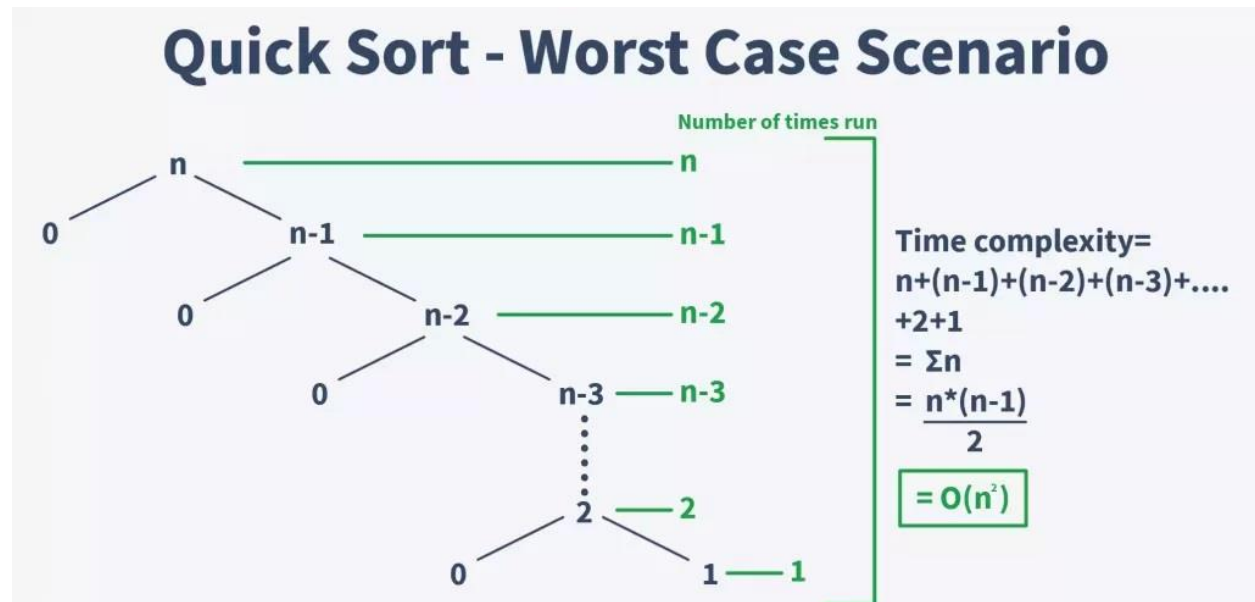 Quick Sort - Worst Case Scenario
Number of times run
n n
0 n-1 n-1
0 n-2 n-2
0 n-3 n-3
2 2
0 1 1
Time complexity=
n+(n-1)+(n-2)+(n-3)+....
+2+1
= Σn
= n*(n-1)
2
= O(n²)